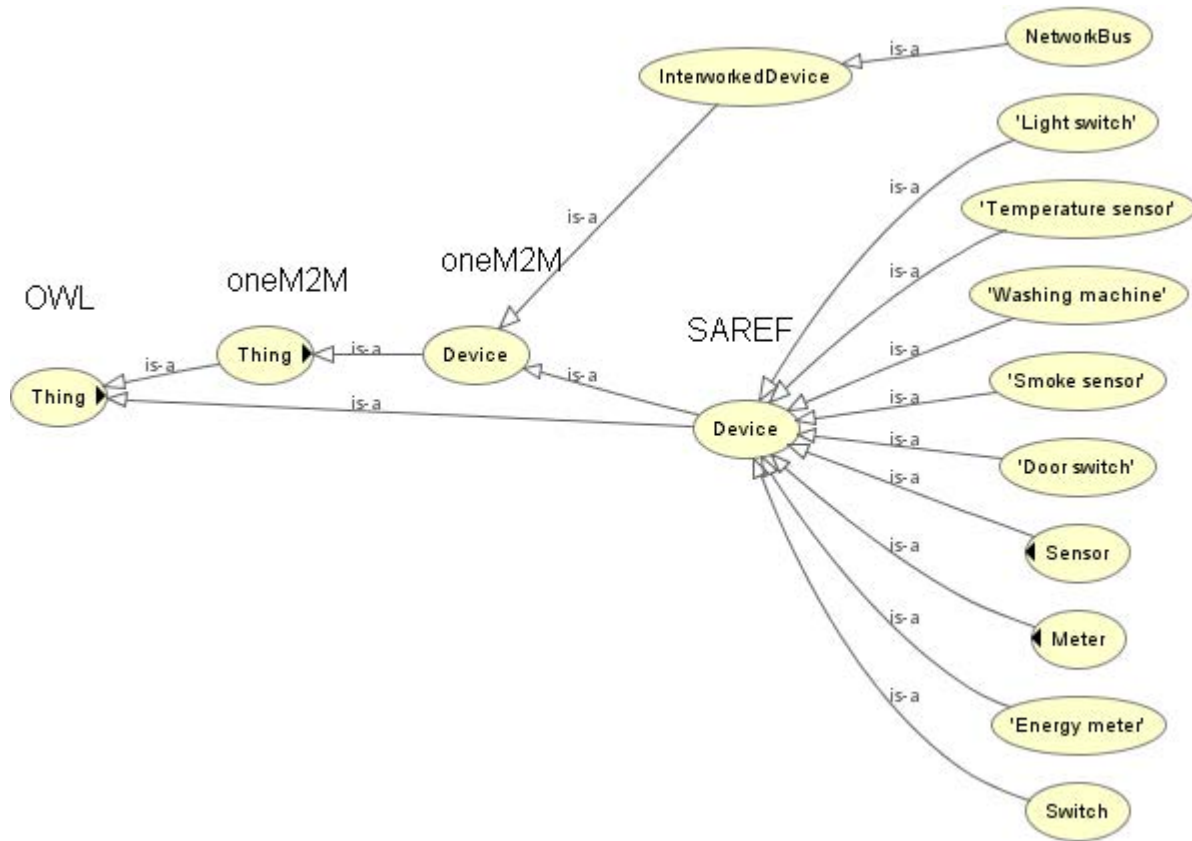 NetworkBus
is-a
InterworkedDevice
'Light switch'
is-a
'Temperature sensor'
is-a
oneM2M
oneM2M
is-a
OWL
'Washing machine'
SAREF
Thing
is-a
Device
is-a
is-a
Thing
is-a
is-a
'Smoke sensor'
is-a
Device
is-a
'Door switch'
is-a
Sensor
is-a
Meter
is-a
'Energy meter'
is-a
Switch